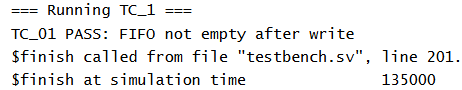 === Running TC_1 ===
TC_01 PASS: FIFO not empty after write
$finish called from file "testbench.sv", line 201.
$finish at simulation time                135000